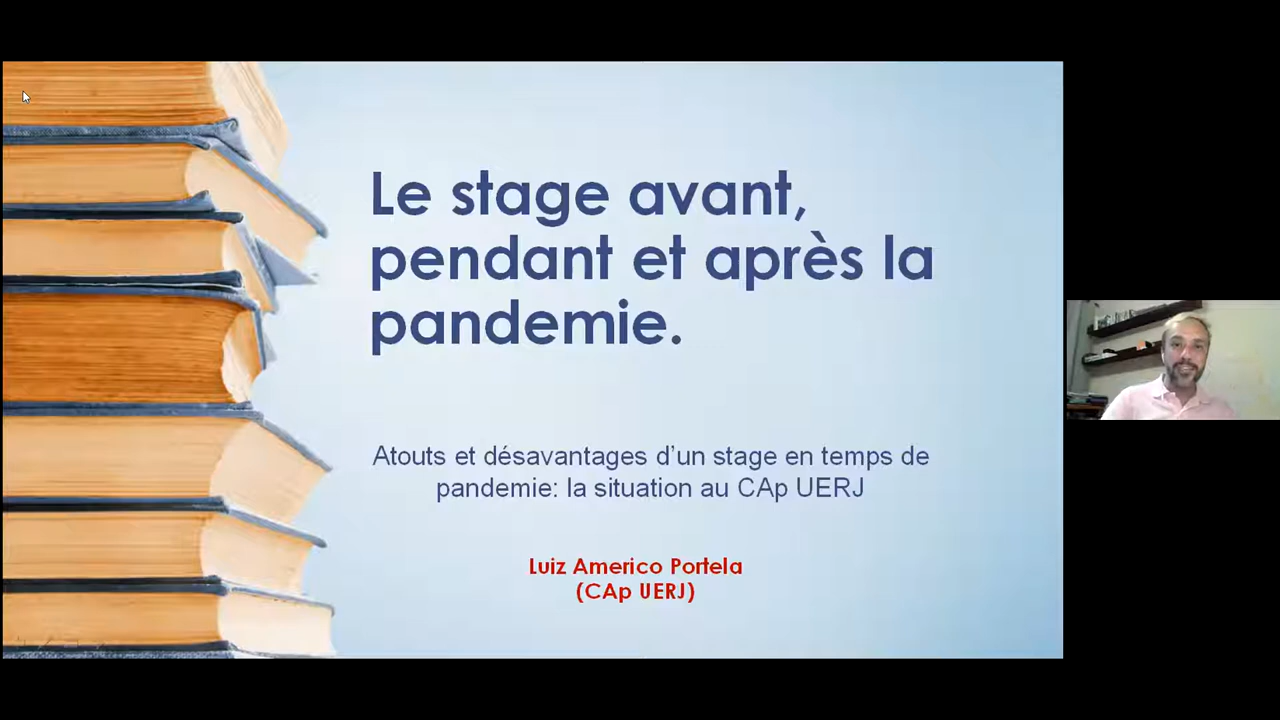 Le stage avant,
pendant et après la
pandemie.
Atouts et désavantages d’un stage en temps de
pandemie: la situation au CAp UERJ
Luiz Americo Portela
(CAp UERJ)